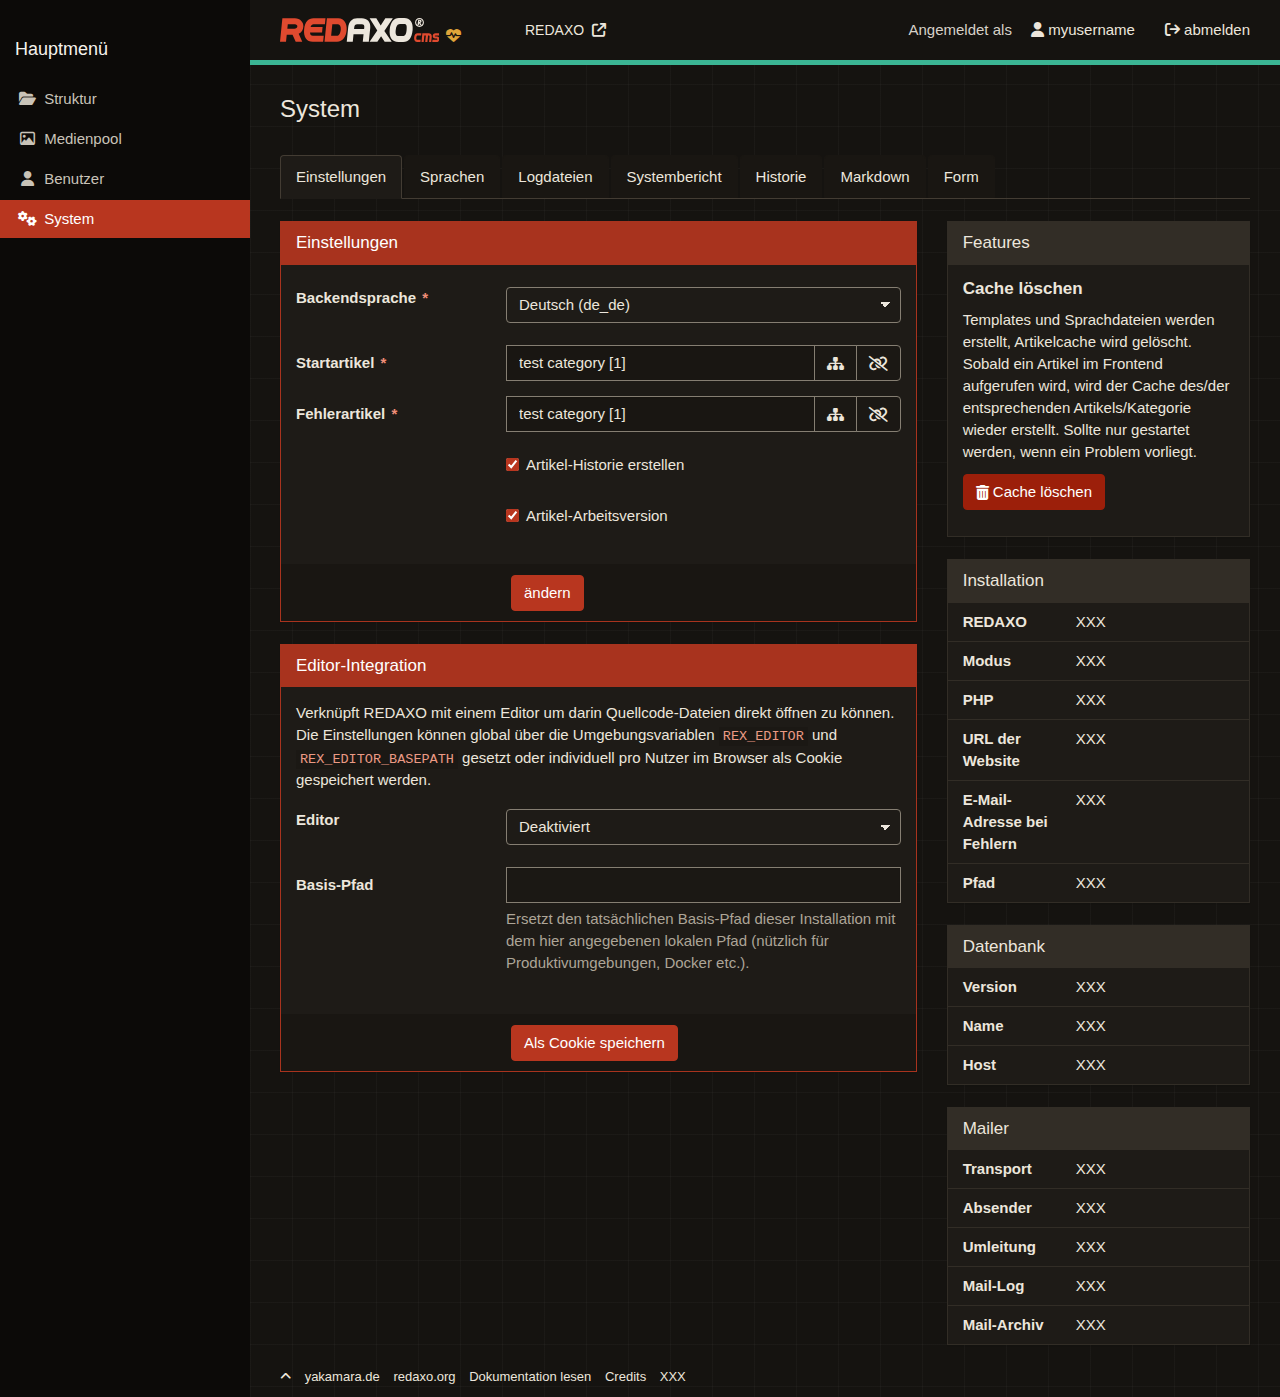 Hauptmenü
Struktur
Medienpool
Benutzer
System
REDAXO® cms
REDAXO
Angemeldet als myusername abmelden
System
Einstellungen Sprachen Logdateien Systembericht Historie Markdown Form
Einstellungen
Backendsprache *
Deutsch (de_de)
Startartikel *
test category [1]
Fehlerartikel *
test category [1]
Artikel-Historie erstellen
Artikel-Arbeitsversion
ändern
Editor-Integration
Verknüpft REDAXO mit einem Editor um darin Quellcode-Dateien direkt öffnen zu können.
Die Einstellungen können global über die Umgebungsvariablen REX_EDITOR und
REX_EDITOR_BASEPATH gesetzt oder individuell pro Nutzer im Browser als Cookie
gespeichert werden.
Editor
Deaktiviert
Basis-Pfad
Ersetzt den tatsächlichen Basis-Pfad dieser Installation mit
dem hier angegebenen lokalen Pfad (nützlich für
Produktivumgebungen, Docker etc.).
Als Cookie speichern
Features
Cache löschen
Templates und Sprachdateien werden
erstellt, Artikelcache wird gelöscht.
Sobald ein Artikel im Frontend
aufgerufen wird, wird der Cache des/der
entsprechenden Artikels/Kategorie
wieder erstellt. Sollte nur gestartet
werden, wenn ein Problem vorliegt.
Cache löschen
Installation
REDAXO XXX
Modus XXX
PHP XXX
URL der XXX
Website
E-Mail- XXX
Adresse bei
Fehlern
Pfad XXX
Datenbank
Version XXX
Name XXX
Host XXX
Mailer
Transport XXX
Absender XXX
Umleitung XXX
Mail-Log XXX
Mail-Archiv XXX
yakamara.de redaxo.org Dokumentation lesen Credits XXX